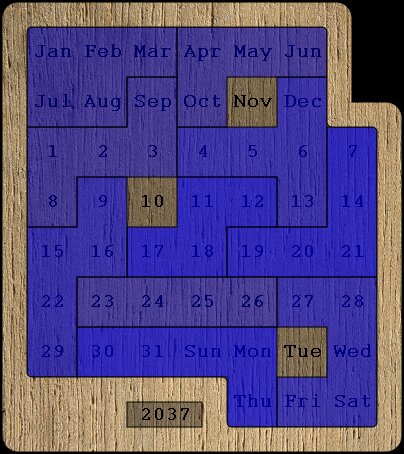 Jan Feb Mar Apr May Jun
Jul Aug Sep Oct Nov Dec
1 2 3 4 5 6 7
8 9 10 11 12 13 14
15 16 17 18 19 20 21
22 23 24 25 26 27 28
29 30 31 Sun Mon Tue Wed
Thu Fri Sat
2037